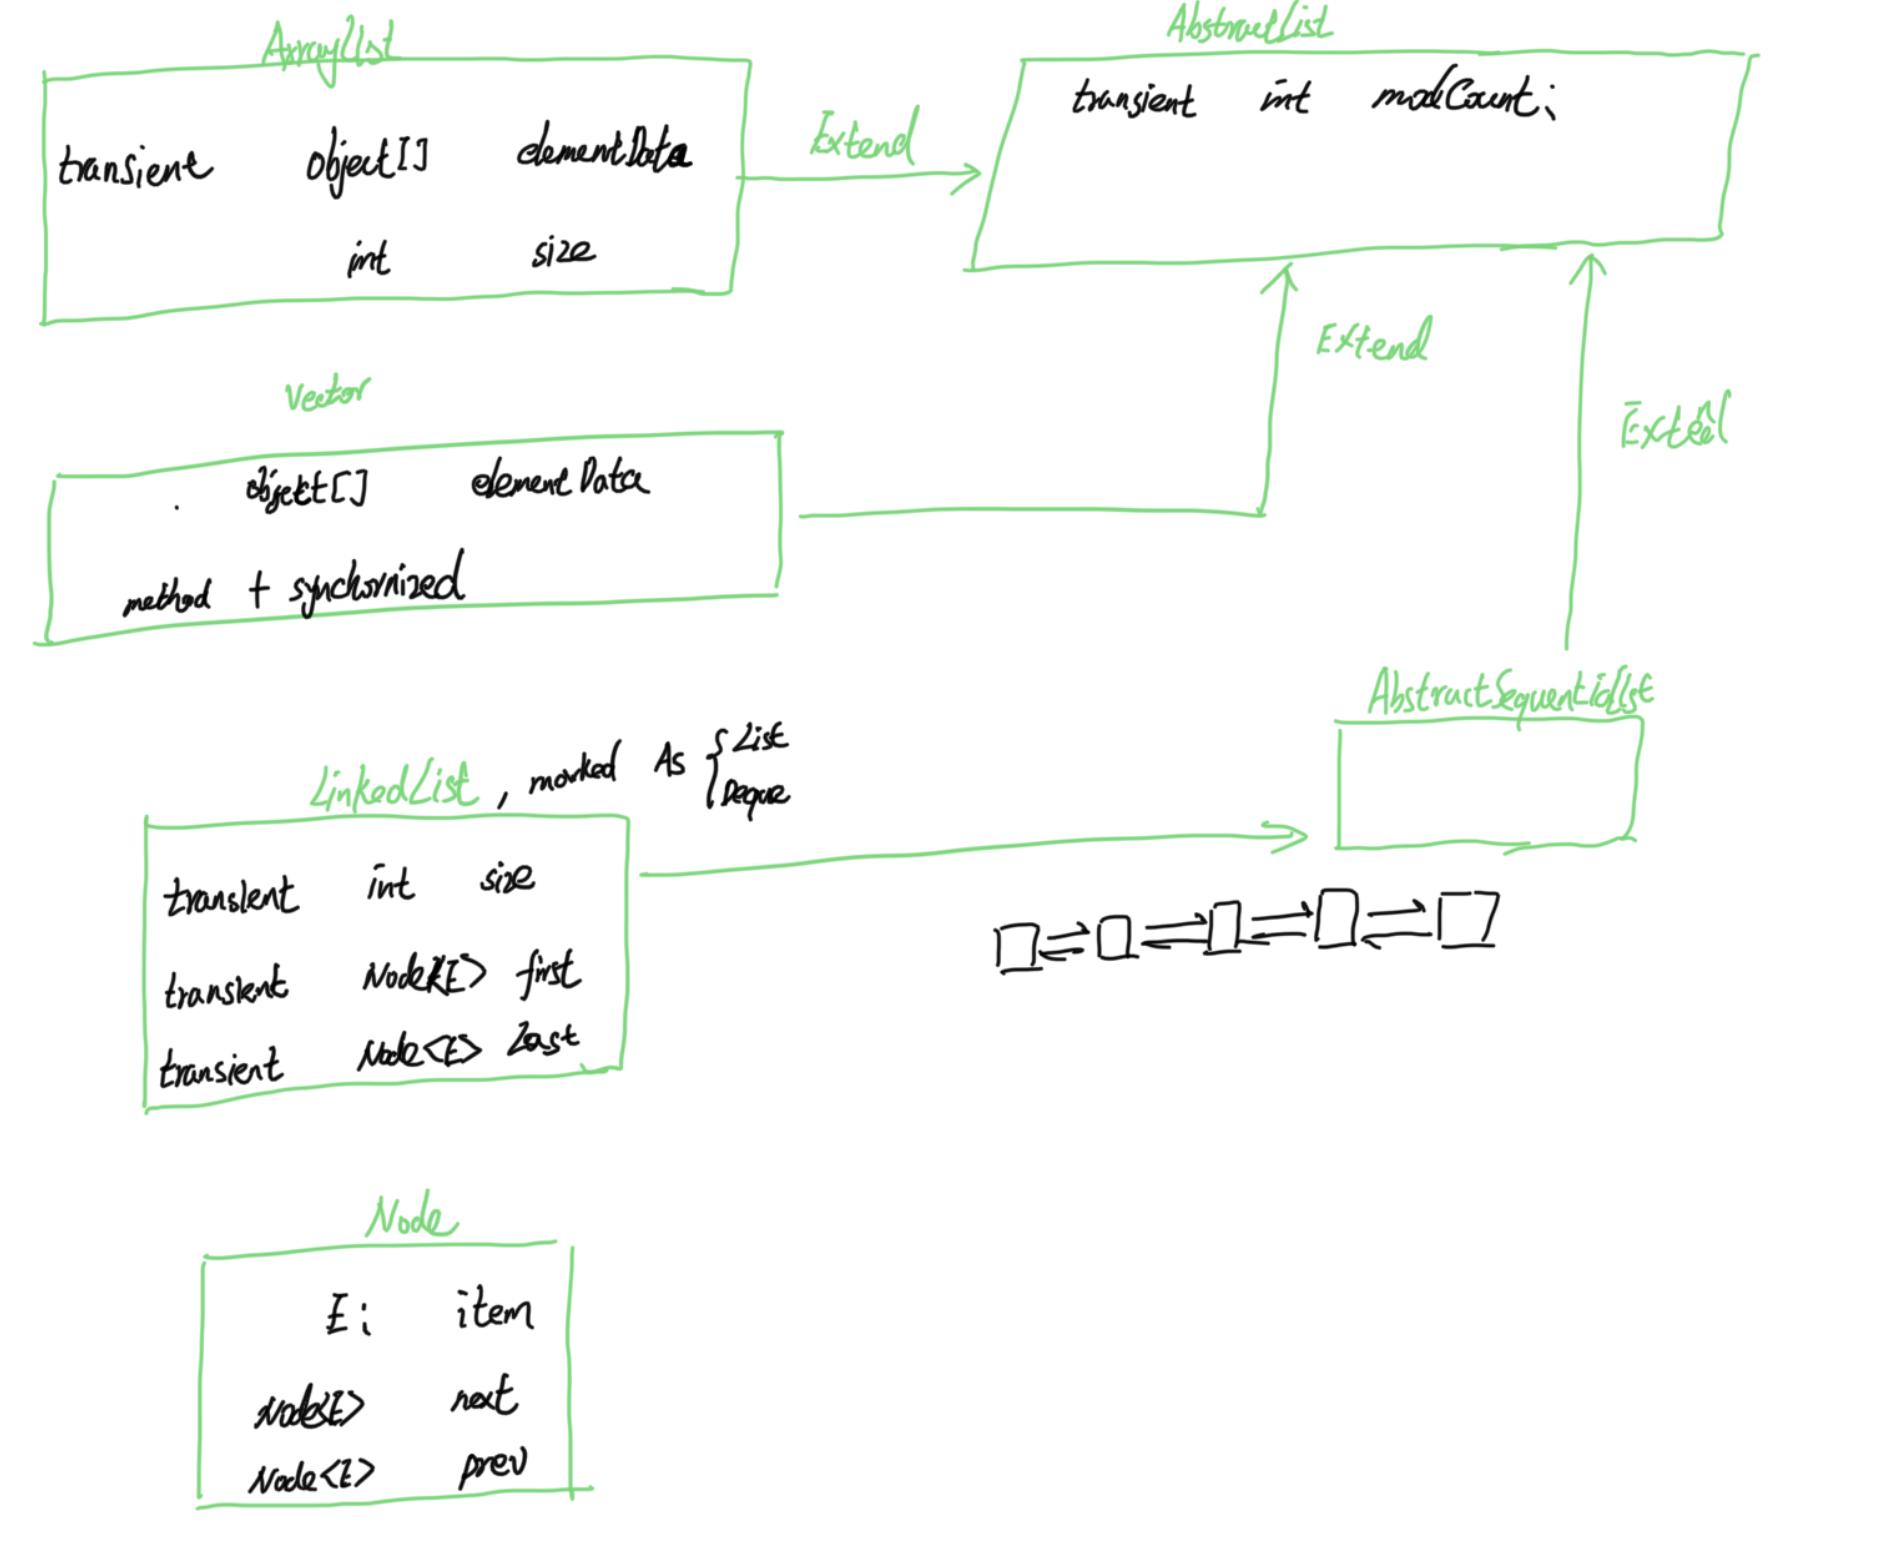 ArrayList
transient object[] elementData
int size
Extend
AbstractList
transient int modCount;
Extend
Extend
Vector
object[] elementData
method + synchornized
AbstractSequentialList
LinkedList, marked As { List
Deque
transient int size
transient Node<E> first
transient Node<E> Last
Node
E; item
Node<E> next
Node<E> prev